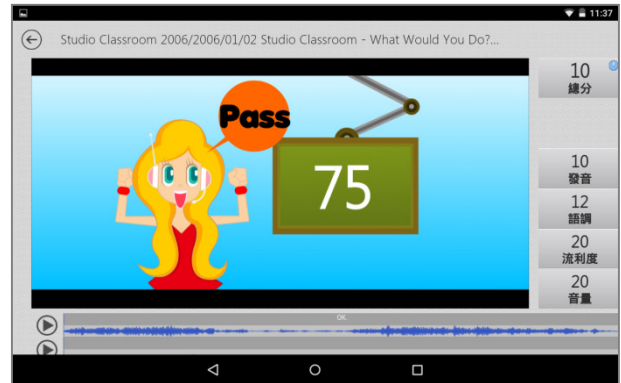 11:37
Studio Classroom 2006/2006/01/02 Studio Classroom - What Would You Do?...
Pass
75
10
總分
10
發音
12
語調
20
流利度
20
音量
OK.